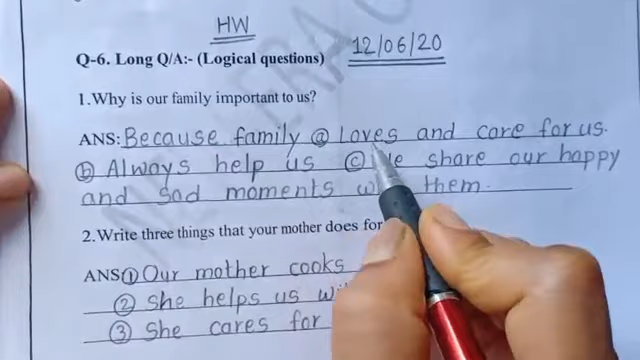 HW
Q-6. Long Q/A:- (Logical questions) 12/06/20
1.Why is our family important to us?
ANS: Because family ⓐ Loves and care for us.
ⓑ Always help us ⓒ share our happy
and sad moments them.
2.Write three things that your mother does for
ANS ① Our mother cooks
② She helps us
③ She cares for